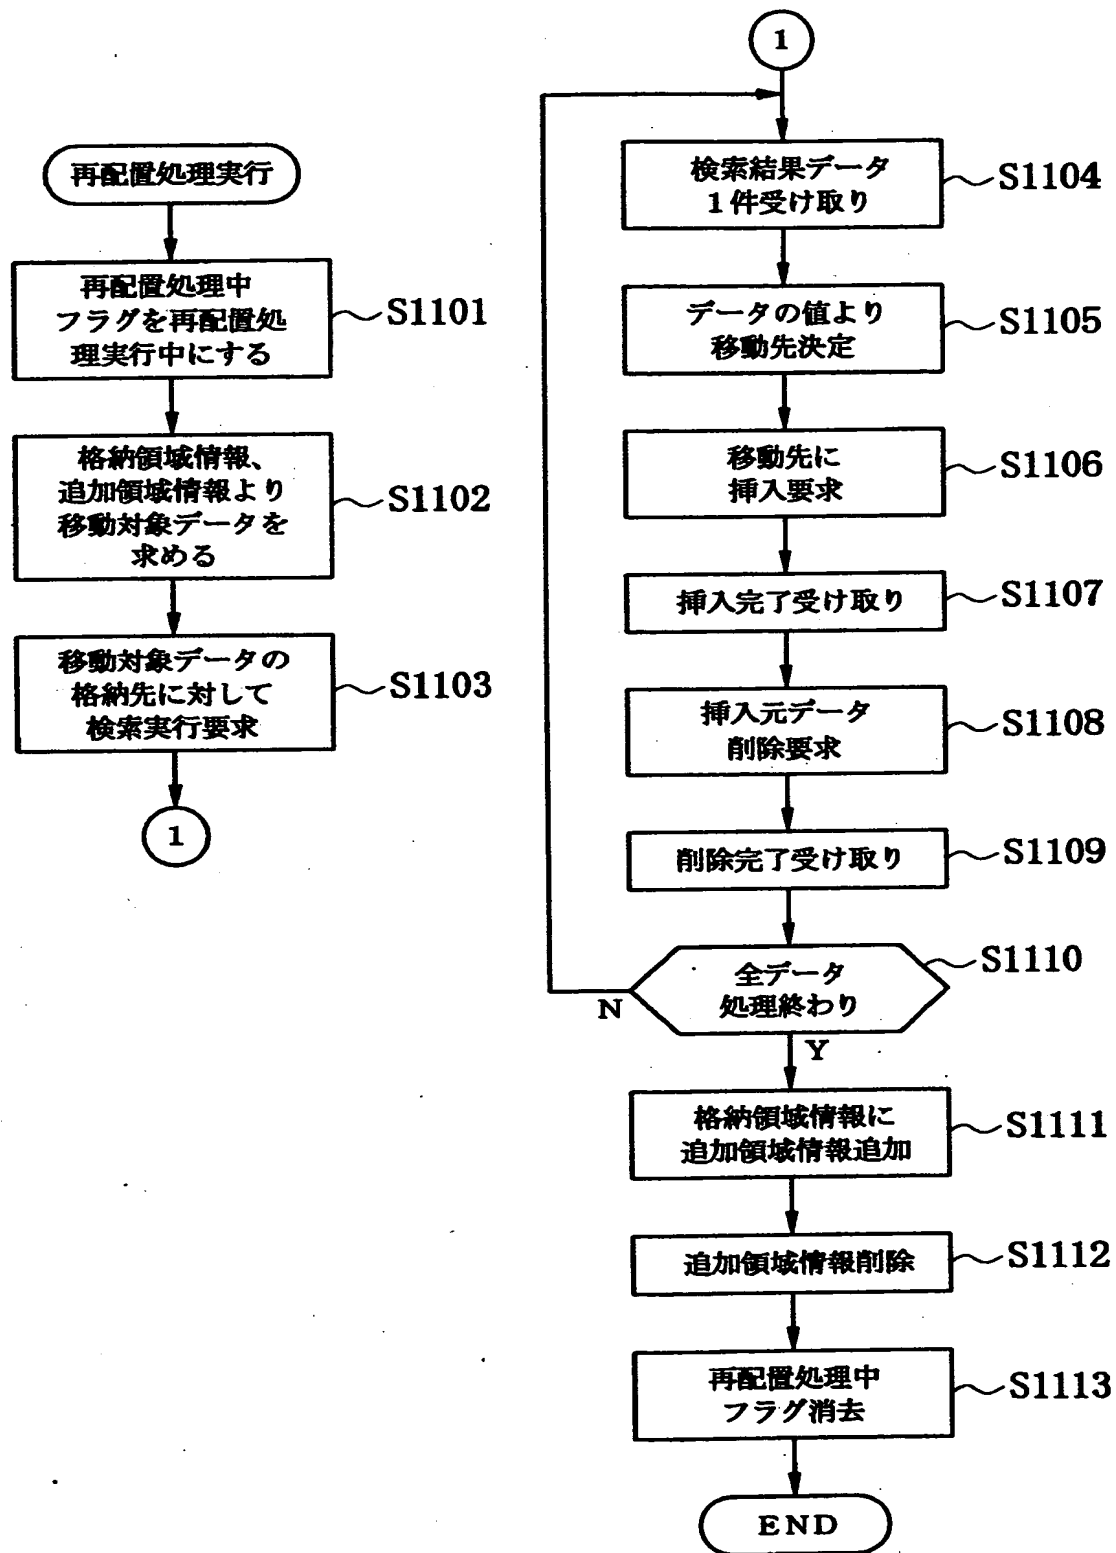 再配置処理実行
再配置処理中
フラグを再配置処
理実行中にする
S1101
格納領域情報、
追加領域情報より
移動対象データを
求める
S1102
移動対象データの
格納先に対して
検索実行要求
S1103
1
1
検索結果データ
1件受け取り
S1104
データの値より
移動先決定
S1105
移動先に
挿入要求
S1106
挿入完了受け取り
S1107
挿入元データ
削除要求
S1108
削除完了受け取り
S1109
全データ
処理終わり
S1110
N
Y
格納領域情報に
追加領域情報追加
S1111
追加領域情報削除
S1112
再配置処理中
フラグ消去
S1113
END